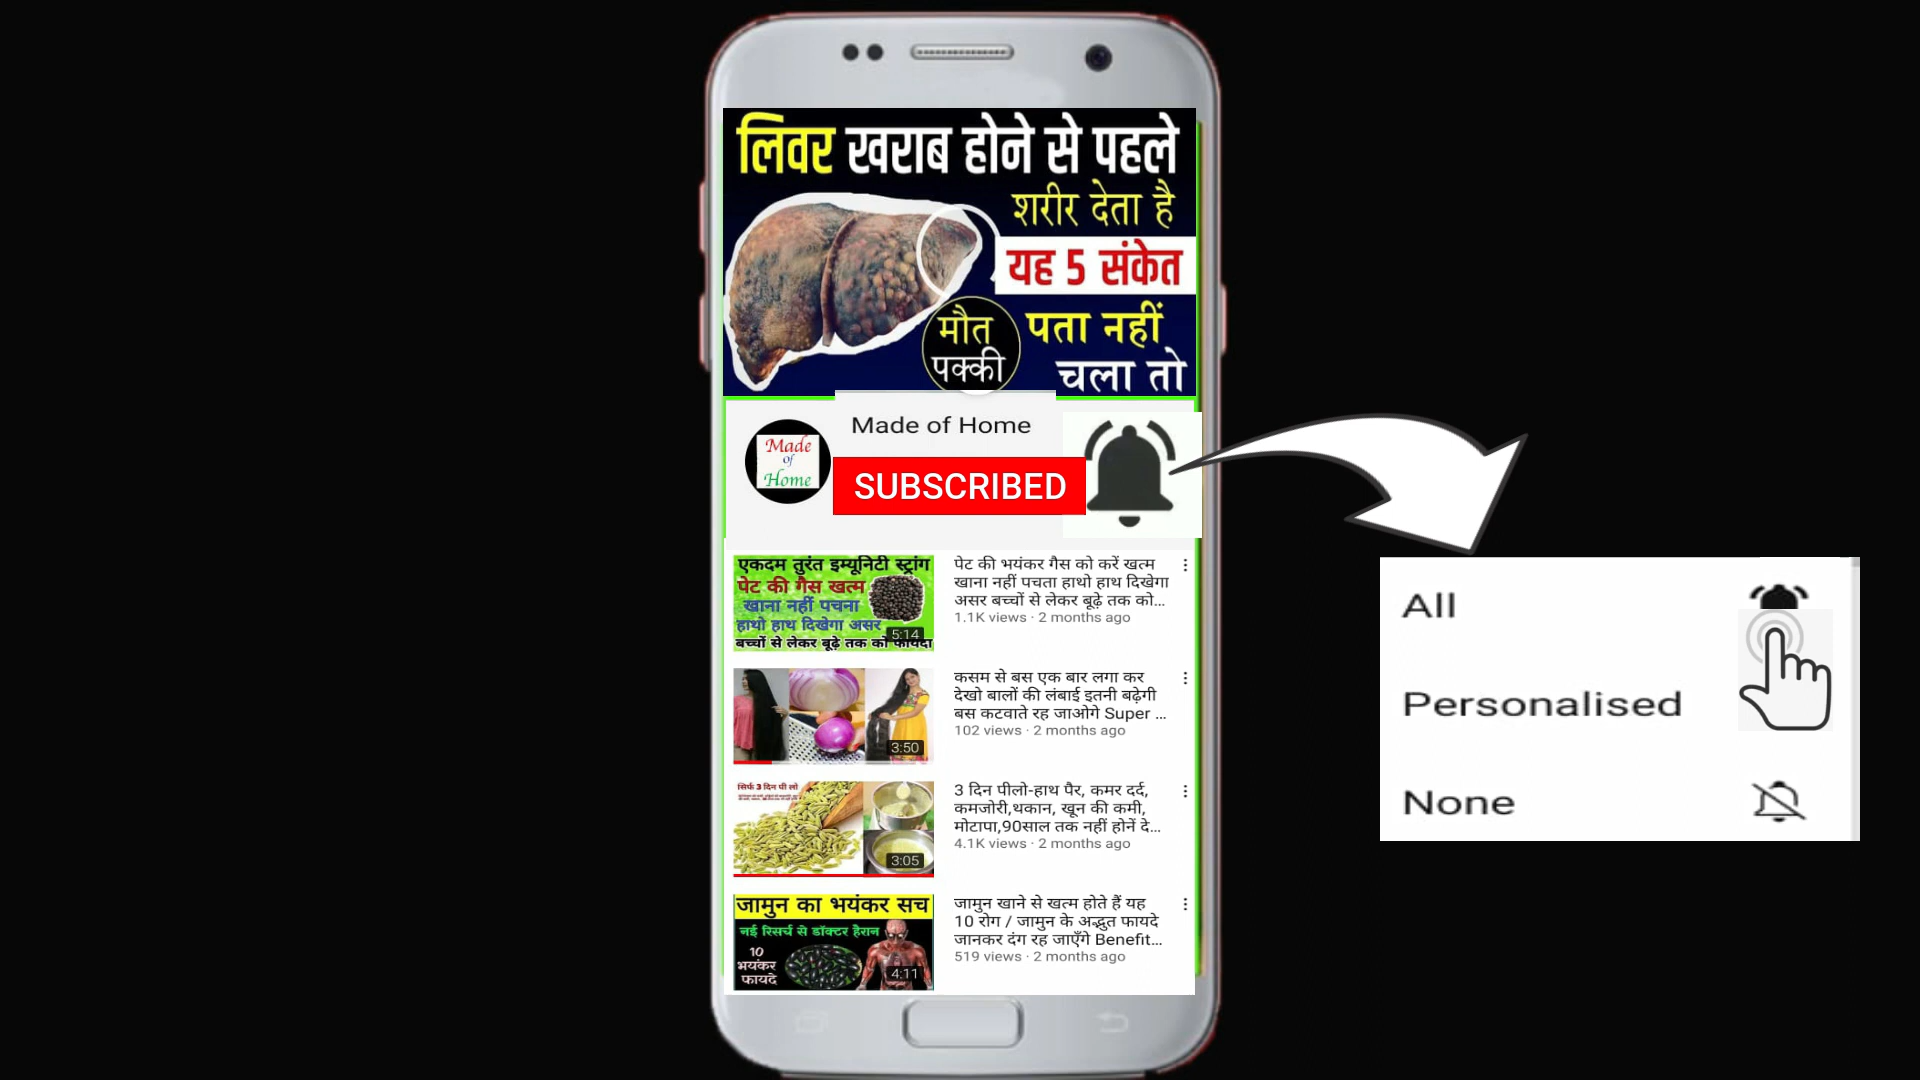 लिवर खराब होने से पहले
शरीर देता है
यह 5 संकेत
मौत पक्की
पता नहीं
चला तो
Made of Home
Made
of
Home
SUBSCRIBED
एकदम तुरंत इम्यूनिटी स्ट्रांग
पेट की गैस खत्म
खाना नहीं पचना
हाथो हाथ दिखेगा असर
बच्चों से लेकर बूढ़े तक को फायदा
5:14
पेट की भयंकर गैस को करें खत्म
खाना नहीं पचता हाथो हाथ दिखेगा
असर बच्चों से लेकर बूढ़े तक को...
1.1K views · 2 months ago
3:50
कसम से बस एक बार लगा कर
देखो बालों की लंबाई इतनी बढ़ेगी
बस कटवाते रह जाओगे Super ...
102 views · 2 months ago
सिर्फ 3 दिन पी लो
3:05
3 दिन पीलो-हाथ पैर, कमर दर्द,
कमजोरी,थकान, खून की कमी,
मोटापा,90साल तक नहीं होनें दे...
4.1K views · 2 months ago
जामुन का भयंकर सच
नई रिसर्च से डॉक्टर हैरान
10
भयंकर
फायदे
4:11
जामुन खाने से खत्म होते हैं यह
10 रोग / जामुन के अद्भुत फायदे
जानकर दंग रह जाएँगे Benefit...
519 views · 2 months ago
All
Personalised
None